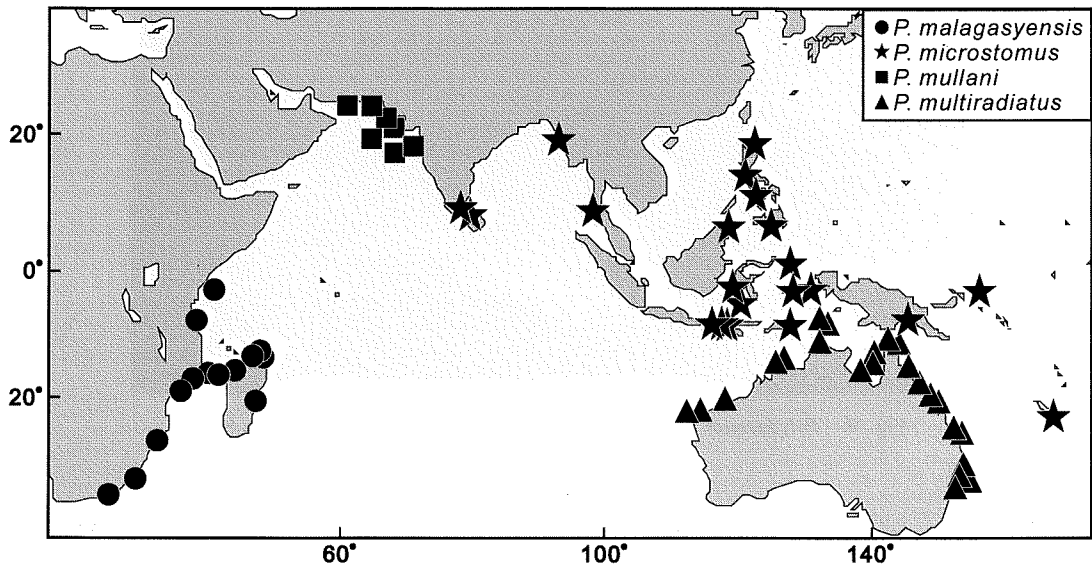 P. malagasyensis
P. microstomus
P. mullani
P. multiradiatus
20°
0°
20°
60°
100°
140°